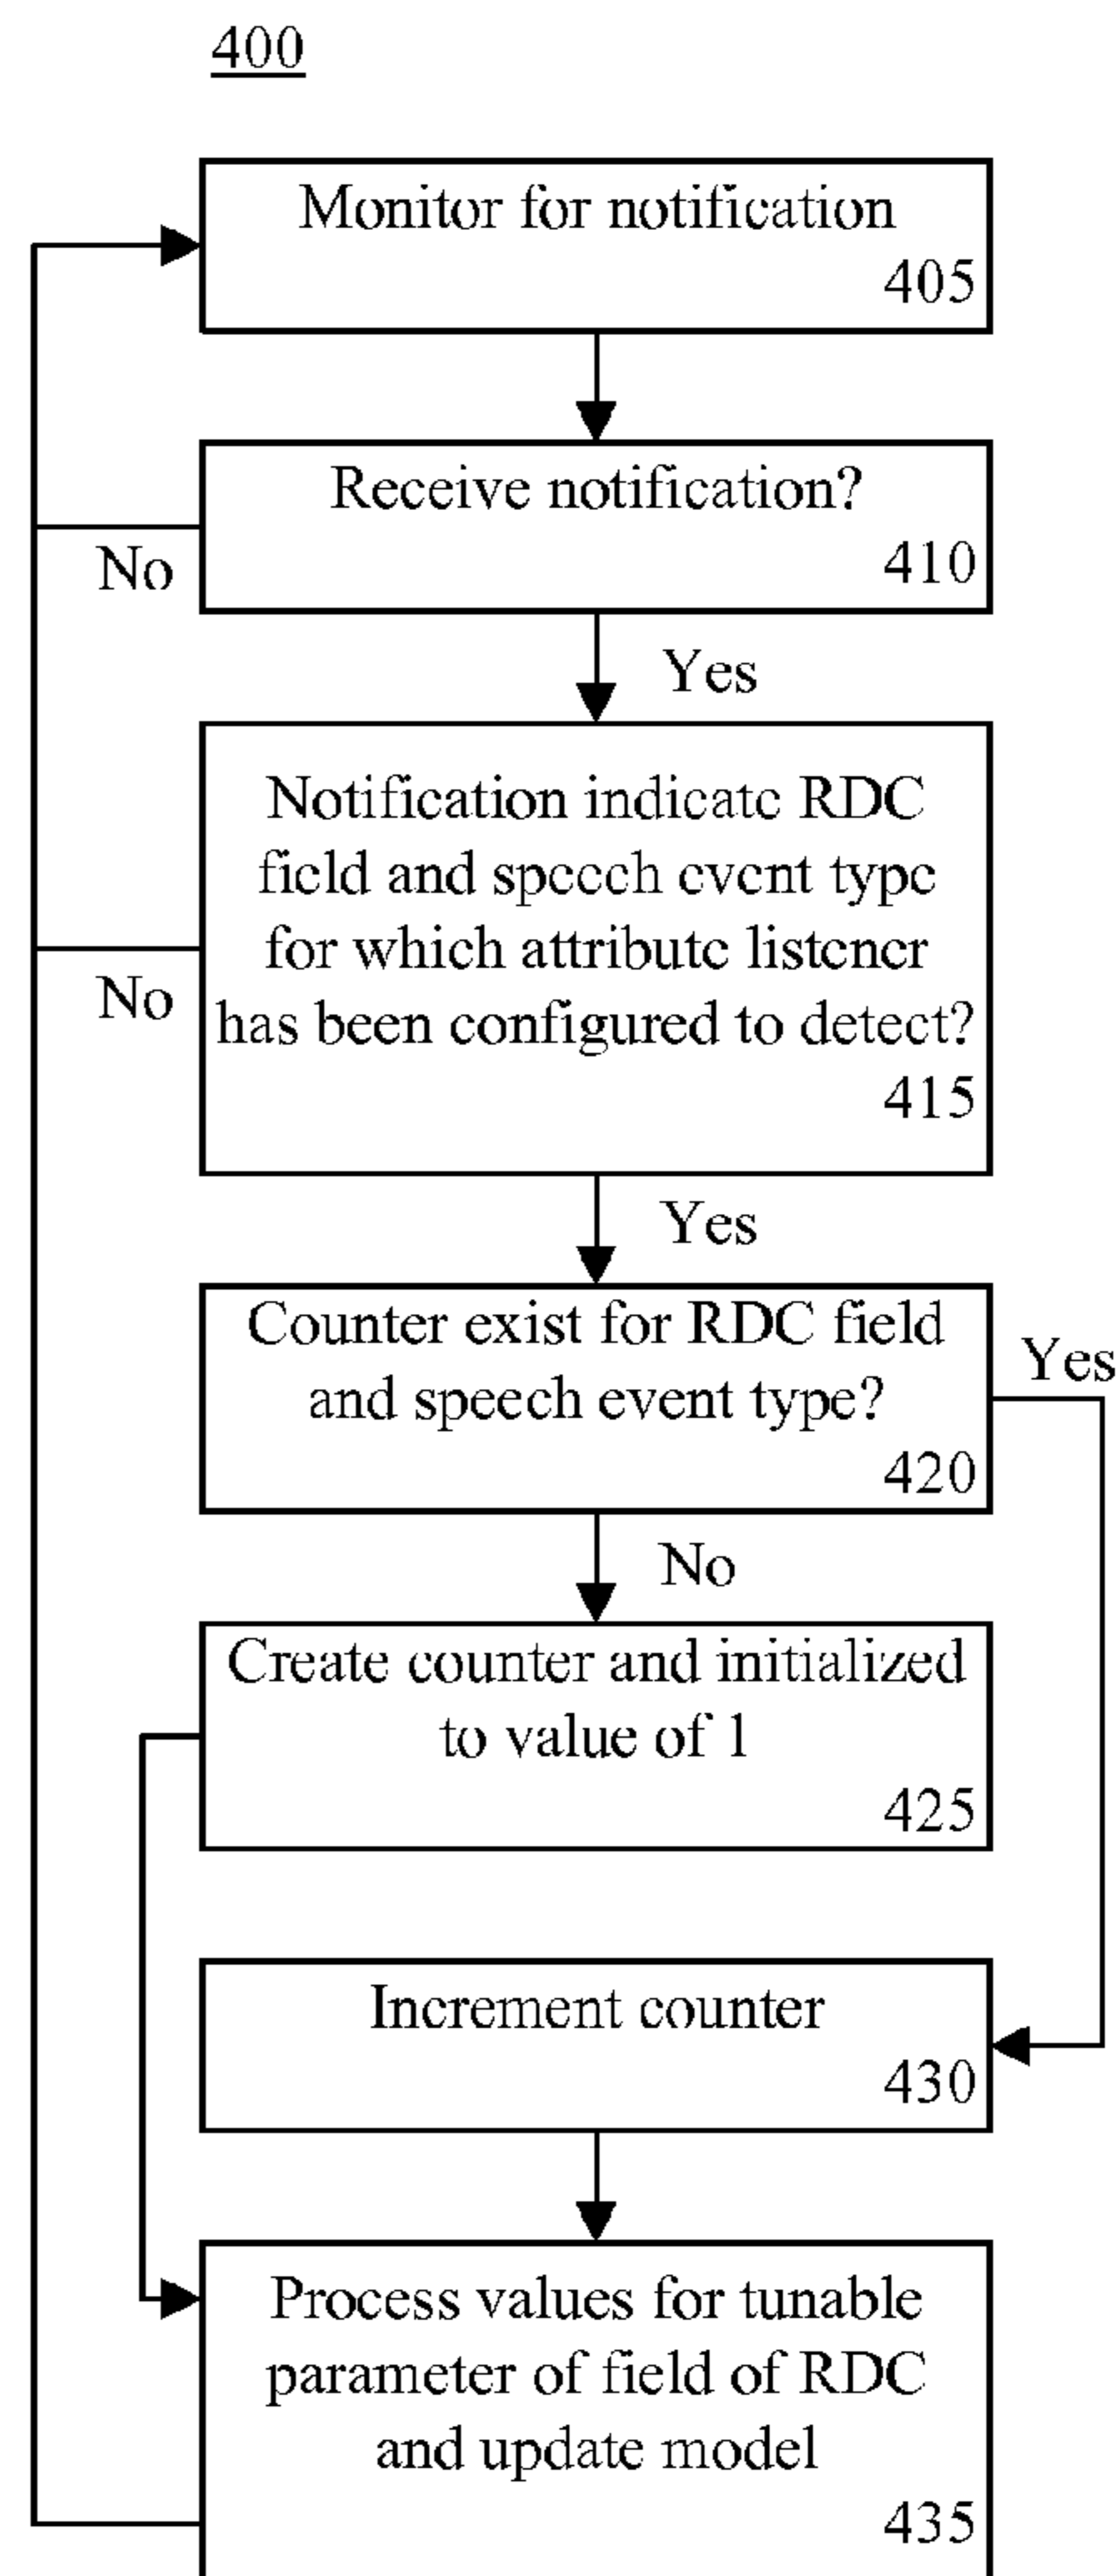 400
Monitor for notification
405
Receive notification?
410
No
Yes
Notification indicate RDC
field and speech event type
for which attribute listener
has been configured to detect?
415
No
Yes
Counter exist for RDC field
and speech event type?
420
Yes
No
Create counter and initialized
to value of 1
425
Increment counter
430
Process values for tunable
parameter of field of RDC
and update model
435